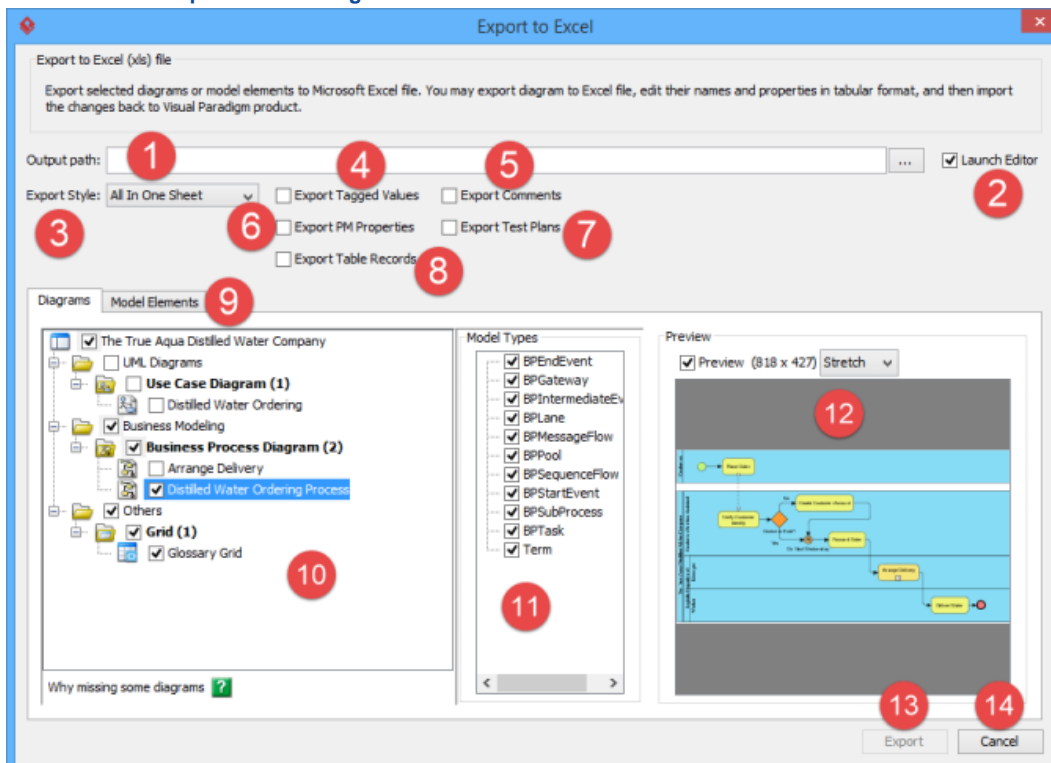 Export to Excel
Export to Excel (xls) file
Export selected diagrams or model elements to Microsoft Excel file. You may export diagram to Excel file, edit their names and properties in tabular format, and then import
the changes back to Visual Paradigm product.
Output path: 1 4 5 ... Launch Editor 2
Export Style: All In One Sheet Export Tagged Values Export Comments
3 6 Export PM Properties Export Test Plans 7
Export Table Records 8
Diagrams Model Elements 9
The True Aqua Distilled Water Company
UML Diagrams
Use Case Diagram (1)
Distilled Water Ordering
Business Modeling
Business Process Diagram (2)
Arrange Delivery
Distilled Water Ordering Process
Others
Grid (1)
Glossary Grid
10
Why missing some diagrams ?
Model Types
BPEndEvent
BPGateway
BPIntermediateEv
BPLane
BPMessageFlow
BPPool
BPSequenceFlow
BPStartEvent
BPSubProcess
BPTask
Term
11
Preview
Preview (818 x 427) Stretch
12
13 14
Export Cancel